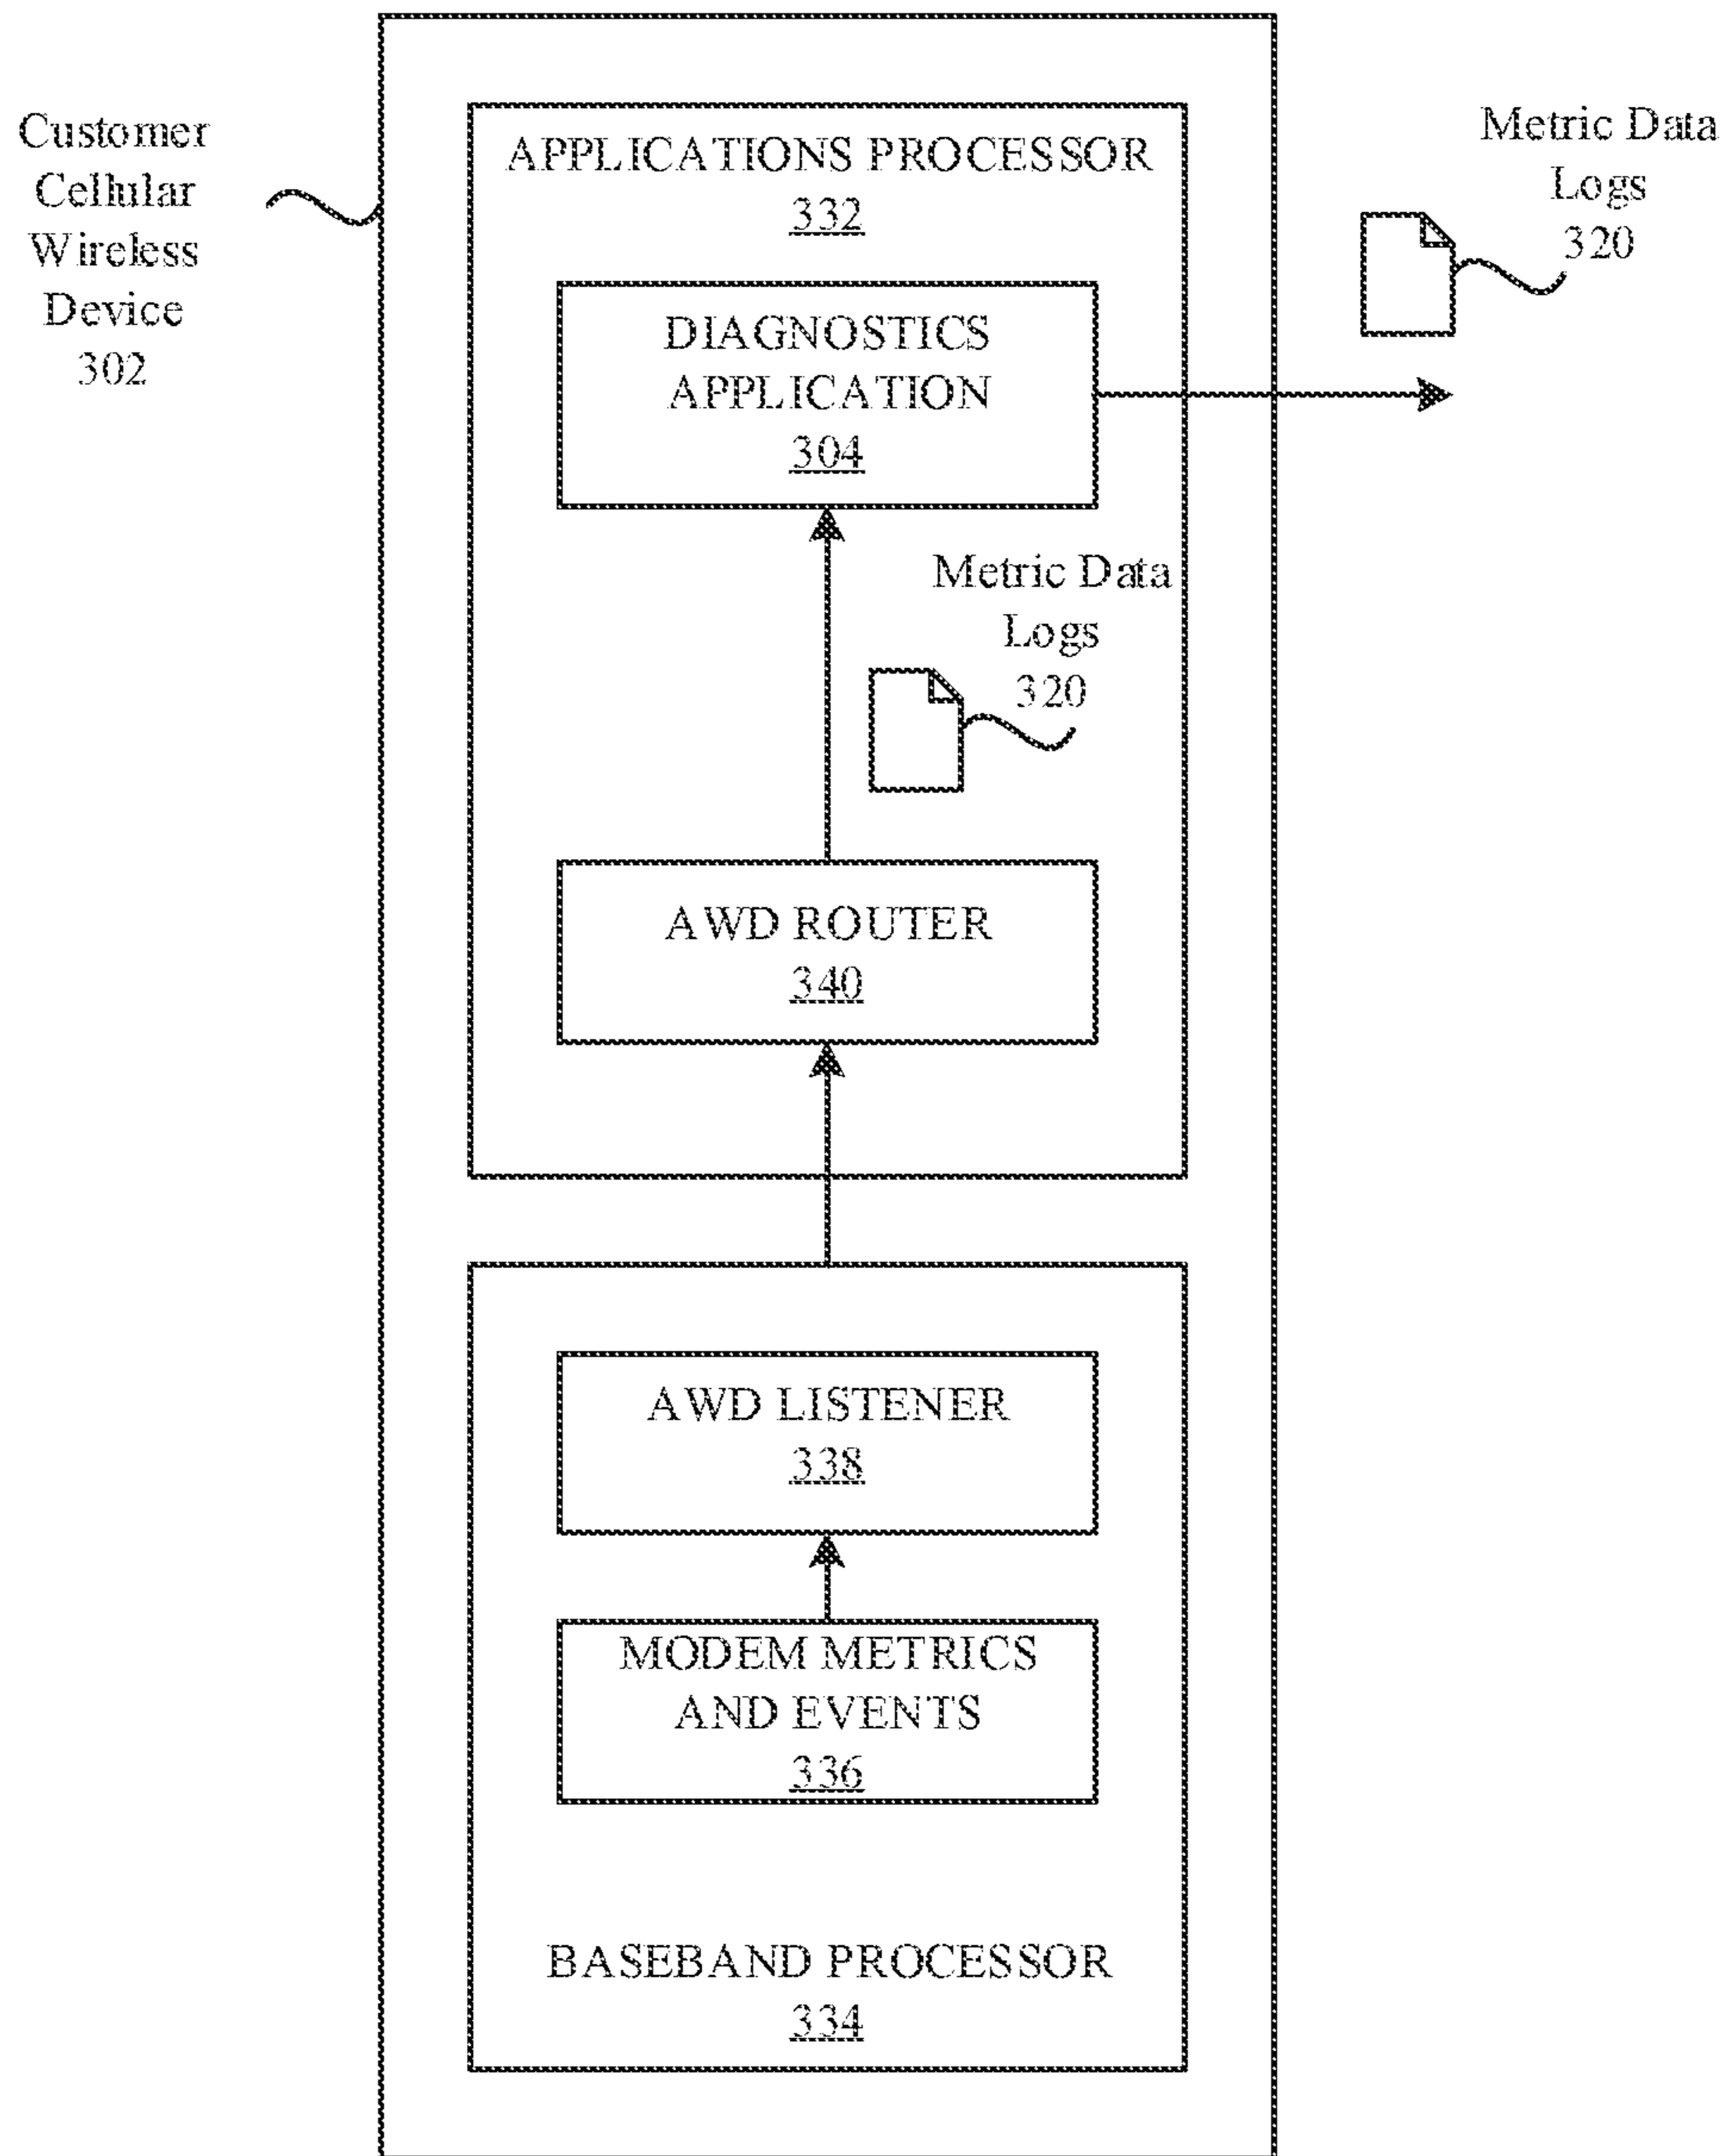 Customer
Cellular
Wireless
Device
302
APPLICATIONS PROCESSOR
332
Metric Data
Logs
320
DIAGNOSTICS
APPLICATION
304
Metric Data
Logs
320
AWD ROUTER
340
AWD LISTENER
338
MODEM METRICS
AND EVENTS
336
BASEBAND PROCESSOR
334